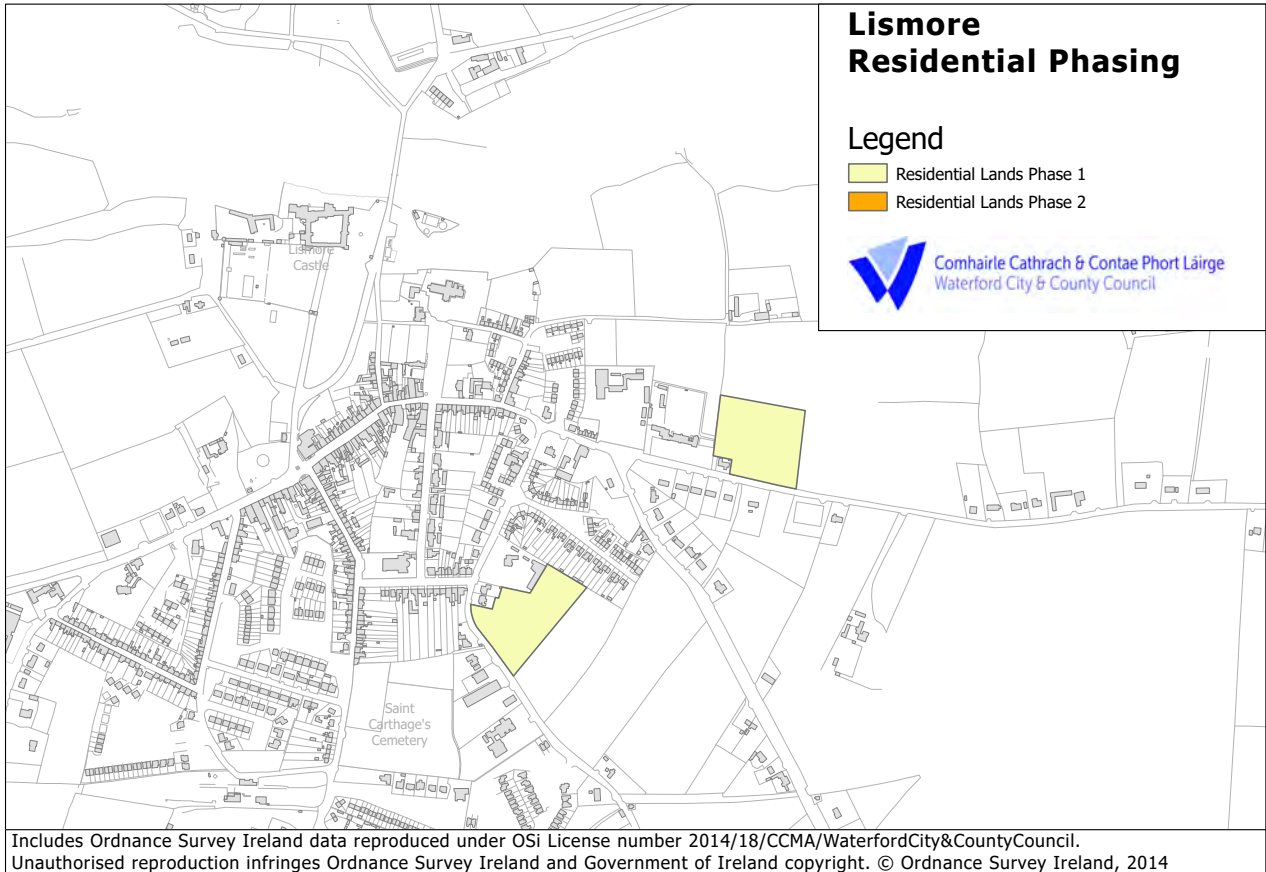 Lismore
Residential Phasing
Legend
Residential Lands Phase 1
Residential Lands Phase 2
Comhairle Cathrach & Contae Phort Láirge
Waterford City & County Council
Lismore
Castle
Saint
Carthage's
Cemetery
Includes Ordnance Survey Ireland data reproduced under OSi License number 2014/18/CCMA/WaterfordCity&CountyCouncil.
Unauthorised reproduction infringes Ordnance Survey Ireland and Government of Ireland copyright. © Ordnance Survey Ireland, 2014